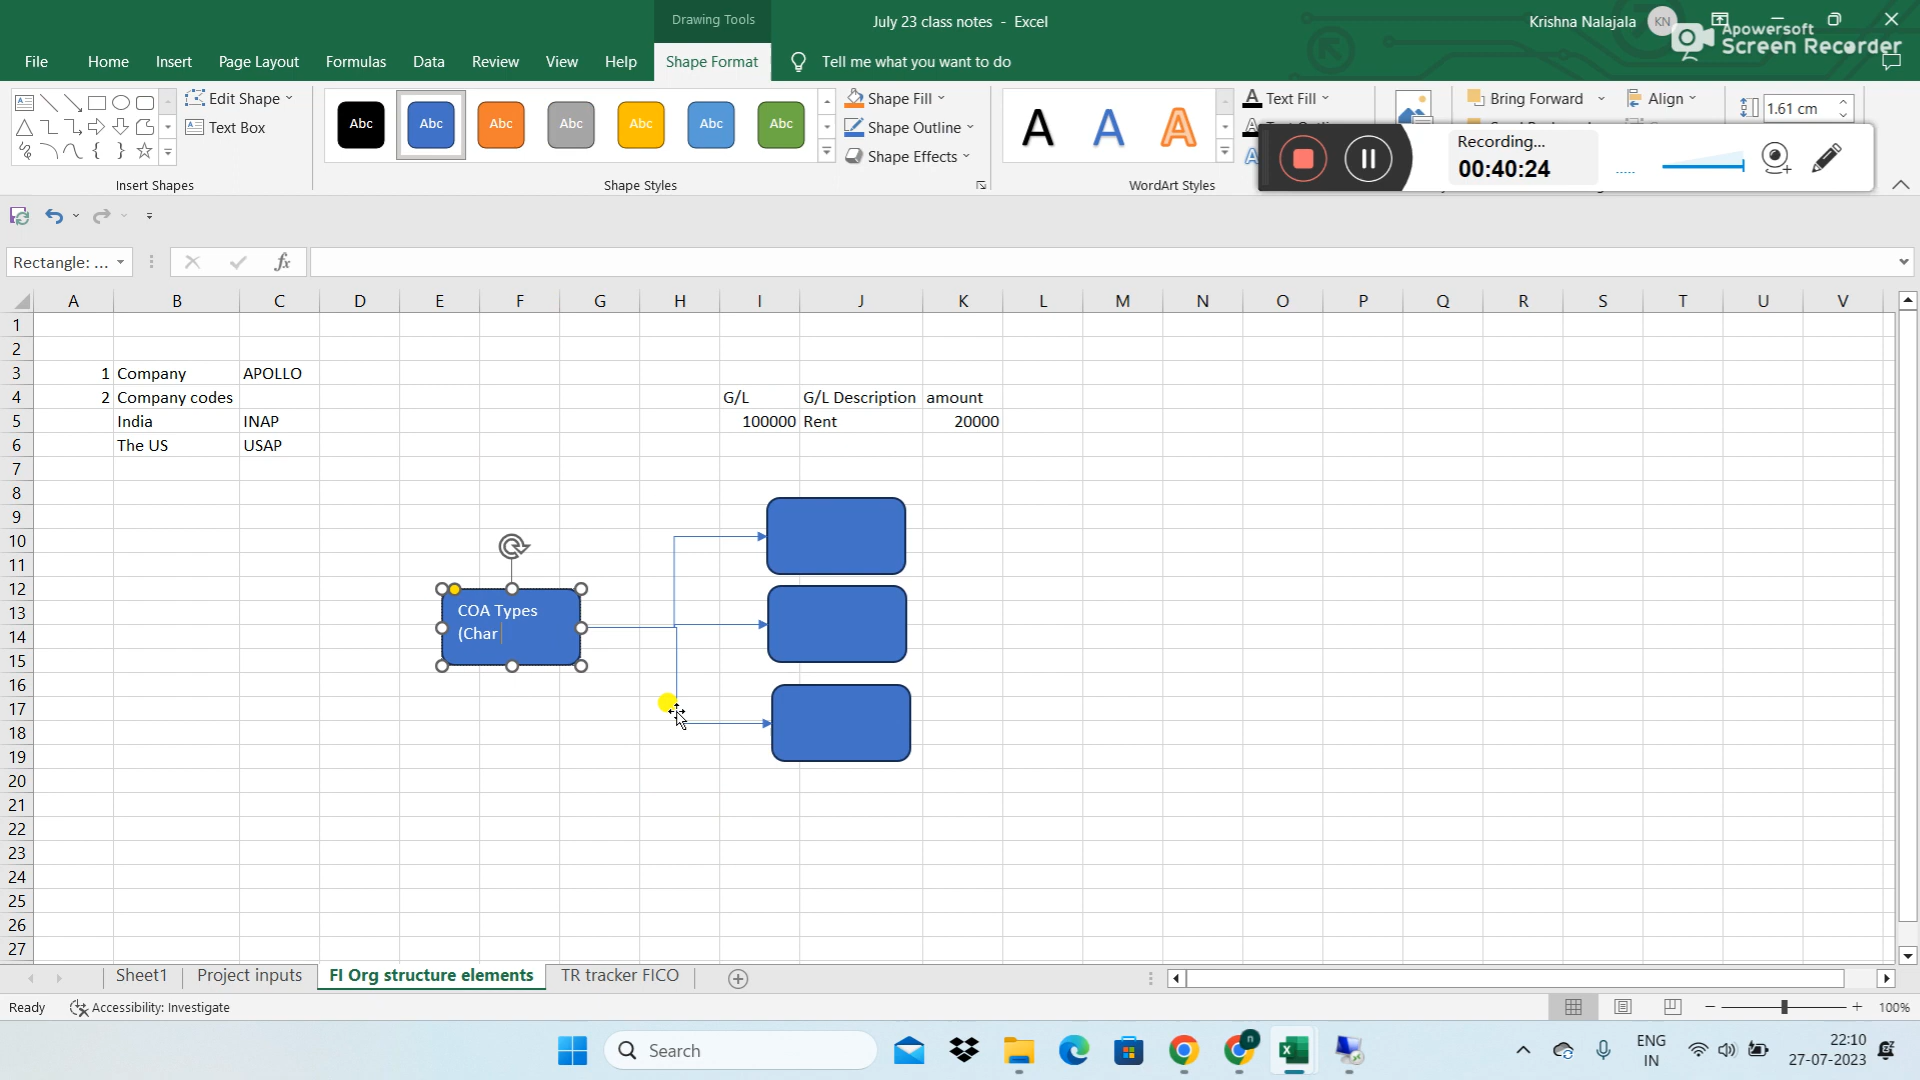 Drawing Tools
July 23 class notes - Excel
Krishna Nalajala
KN
Apowersoft
Screen Recorder
File
Home
Insert
Page Layout
Formulas
Data
Review
View
Help
Shape Format
Tell me what you want to do
Edit Shape
Text Box
Insert Shapes
Abc
Abc
Abc
Abc
Abc
Abc
Abc
Shape Fill
Shape Outline
Shape Effects
Shape Styles
A
A
A
Text Fill
WordArt Styles
Bring Forward
Align
1.61 cm
Recording...
00:40:24
Rectangle: ...
fx
A B C D E F G H I J K L M N O P Q R S T U V
1
2
3 1 Company APOLLO
4 2 Company codes G/L G/L Description amount
5 India INAP 100000 Rent 20000
6 The US USAP
7
8
9
10
11
12
13
14
15
16
17
18
19
20
21
22
23
24
25
26
27
COA Types
(Char
Sheet1
Project inputs
FI Org structure elements
TR tracker FICO
Ready
Accessibility: Investigate
100%
Search
n
ENG
IN
22:10
27-07-2023